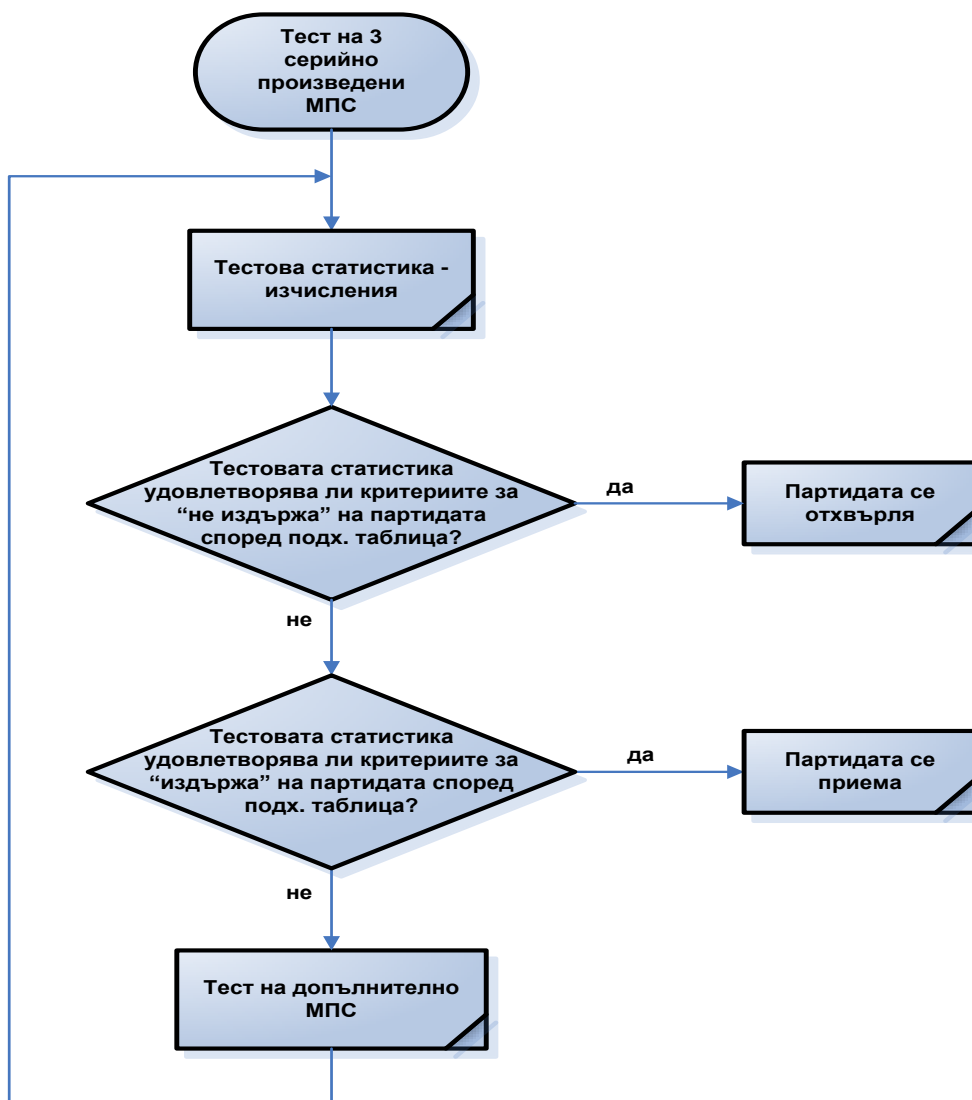 Тест на 3
серийно
произведени
МПС
Тестова статистика -
изчисления
Тестовата статистика
удовлетворява ли критериите за
“не издържа” на партидата
според подх. таблица?
да
Партидата се
отхвърля
не
Тестовата статистика
удовлетворява ли критериите за
“издържа” на партидата според
подх. таблица?
да
Партидата се
приема
не
Тест на допълнително
МПС